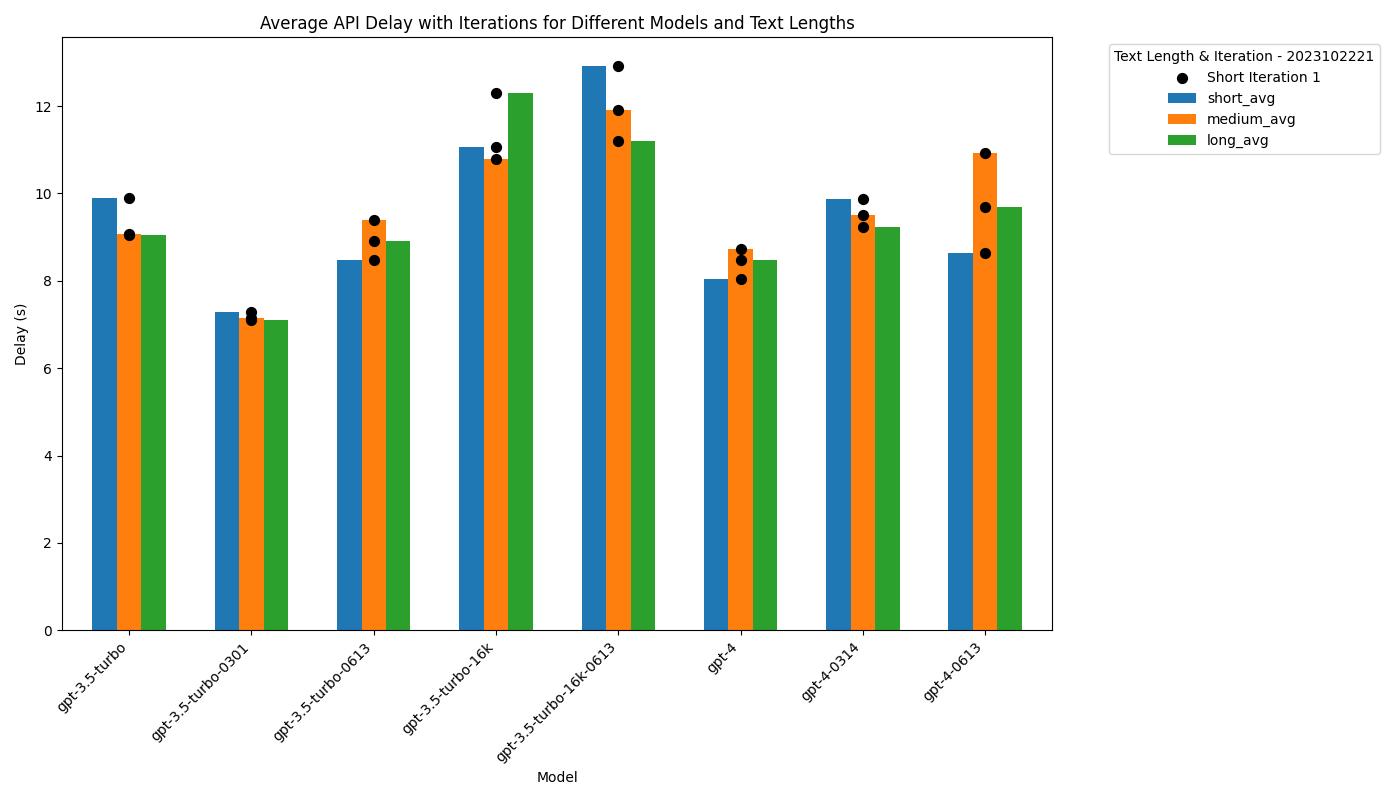 Average API Delay with Iterations for Different Models and Text Lengths
Text Length & Iteration - 2023102221
Short Iteration 1
short_avg
medium_avg
long_avg
Delay (s)
12
10
8
6
4
2
0
gpt-3.5-turbo
gpt-3.5-turbo-0301
gpt-3.5-turbo-0613
gpt-3.5-turbo-16k
gpt-3.5-turbo-16k-0613
gpt-4
gpt-4-0314
gpt-4-0613
Model